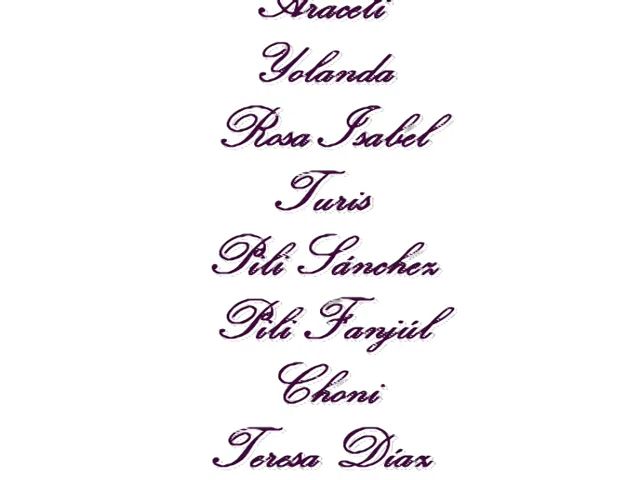 Araceli
Yolanda
Rosa Isabel
Turis
Pili Sánchez
Pili Fanjúl
Choni
Teresa Díaz